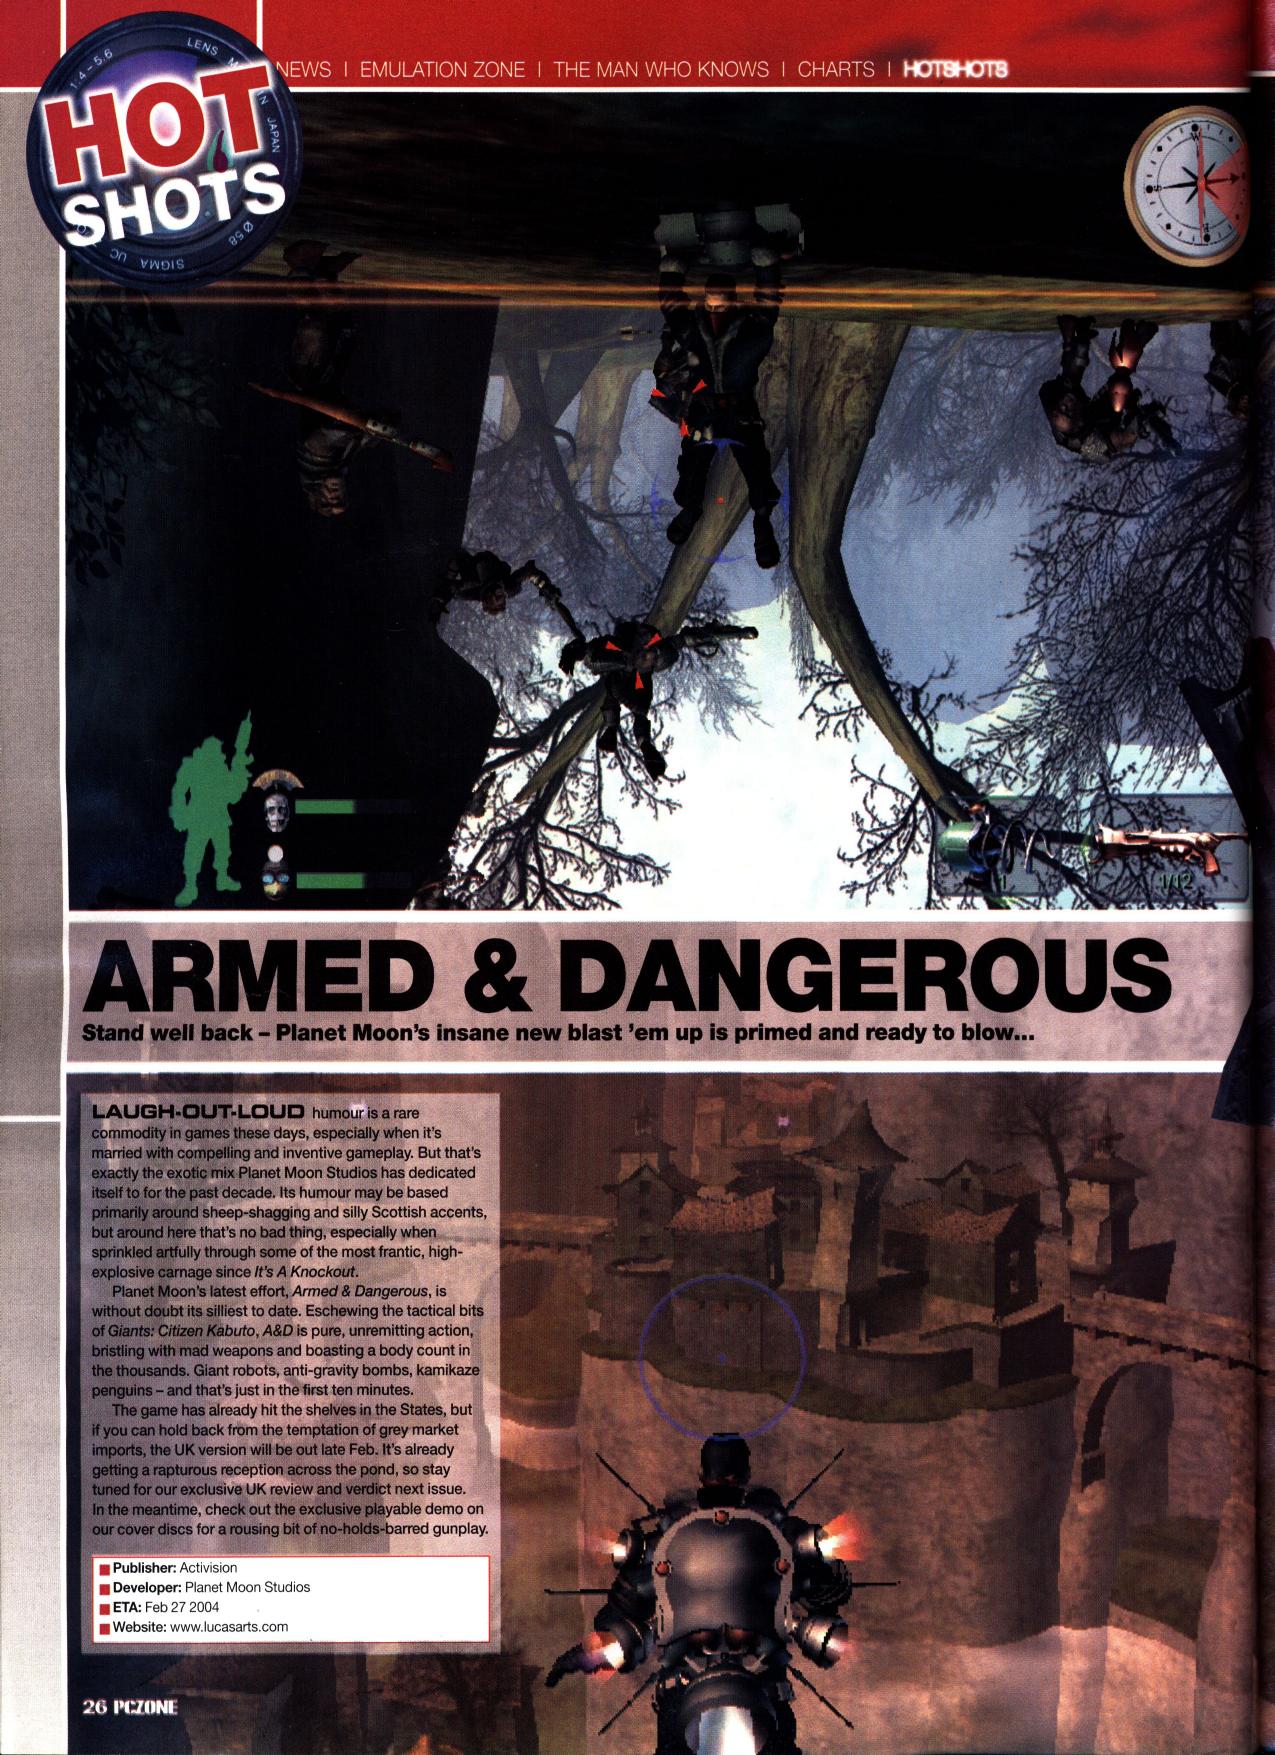 NEWS | EMULATION ZONE | THE MAN WHO KNOWS | CHARTS | HOTSHOTS
1:4-5.6
LENS
N JAPAN
Ø 58
SIGMA UC
HOT
SHOTS
W
1
1/12
ARMED & DANGEROUS
Stand well back – Planet Moon's insane new blast 'em up is primed and ready to blow...
LAUGH-OUT-LOUD humour is a rare
commodity in games these days, especially when it's
married with compelling and inventive gameplay. But that's
exactly the exotic mix Planet Moon Studios has dedicated
itself to for the past decade. Its humour may be based
primarily around sheep-shagging and silly Scottish accents,
but around here that's no bad thing, especially when
sprinkled artfully through some of the most frantic, high-
explosive carnage since It's A Knockout.
Planet Moon's latest effort, Armed & Dangerous, is
without doubt its silliest to date. Eschewing the tactical bits
of Giants: Citizen Kabuto, A&D is pure, unremitting action,
bristling with mad weapons and boasting a body count in
the thousands. Giant robots, anti-gravity bombs, kamikaze
penguins – and that's just in the first ten minutes.
The game has already hit the shelves in the States, but
if you can hold back from the temptation of grey market
imports, the UK version will be out late Feb. It's already
getting a rapturous reception across the pond, so stay
tuned for our exclusive UK review and verdict next issue.
In the meantime, check out the exclusive playable demo on
our cover discs for a rousing bit of no-holds-barred gunplay.
Publisher: Activision
Developer: Planet Moon Studios
ETA: Feb 27 2004
Website: www.lucasarts.com
26 PCZONE